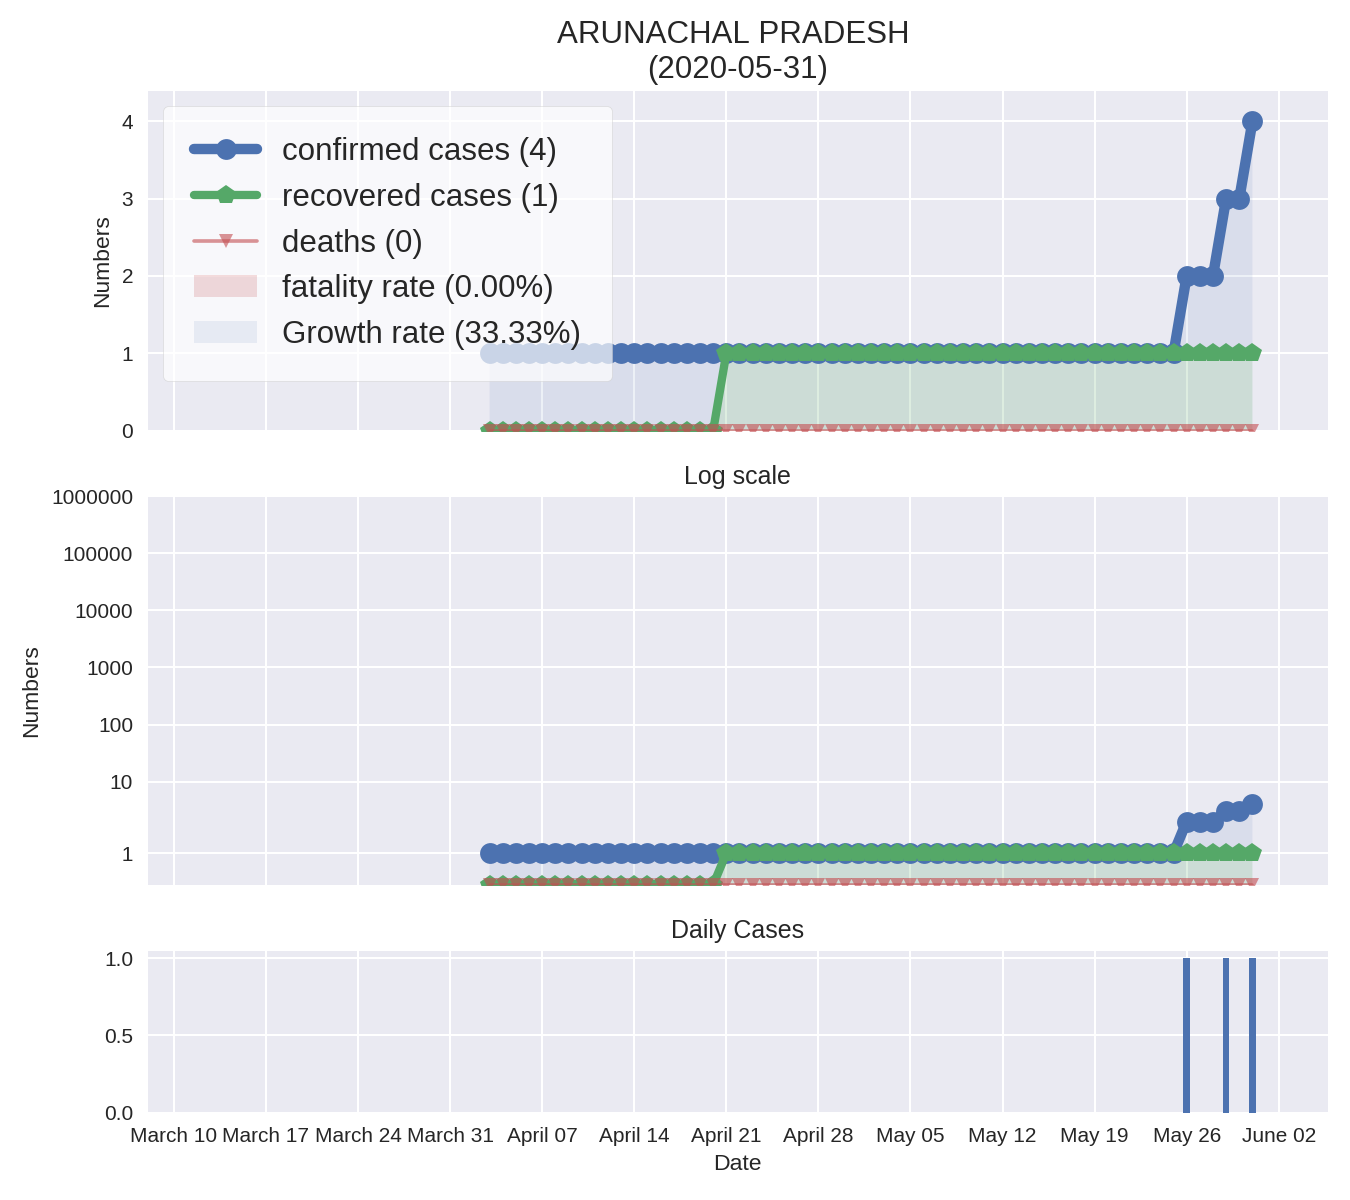 ARUNACHAL PRADESH
(2020-05-31)
confirmed cases (4)
recovered cases (1)
deaths (0)
fatality rate (0.00%)
Growth rate (33.33%)
Numbers
4
3
2
1
0
Log scale
Numbers
1000000
100000
10000
1000
100
10
1
Daily Cases
1.0
0.5
0.0
March 10 March 17 March 24 March 31 April 07 April 14 April 21 April 28 May 05 May 12 May 19 May 26 June 02
Date